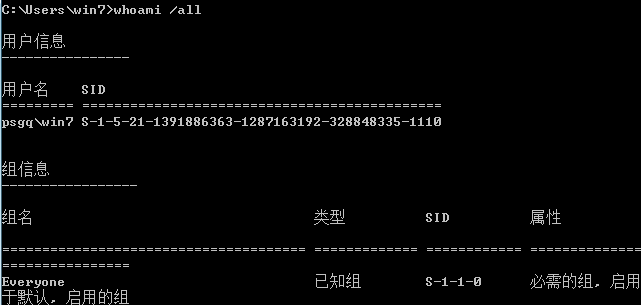 C:\Users\win7>whoami /all
用户信息
----------------
用户名 SID
========= =============================================
psgq\win7 S-1-5-21-1391886363-1287163192-328848335-1110
组信息
-----------------
组名 类型 SID 属性
====================================== ============= ============ ==============
================
Everyone 已知组 S-1-1-0 必需的组, 启用
于默认, 启用的组